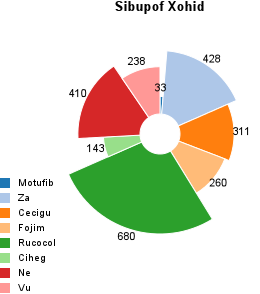 Sibupof Xohid
33
428
311
260
680
143
410
238
Motufib
Za
Cecigu
Fojim
Rucocol
Ciheg
Ne
Vu